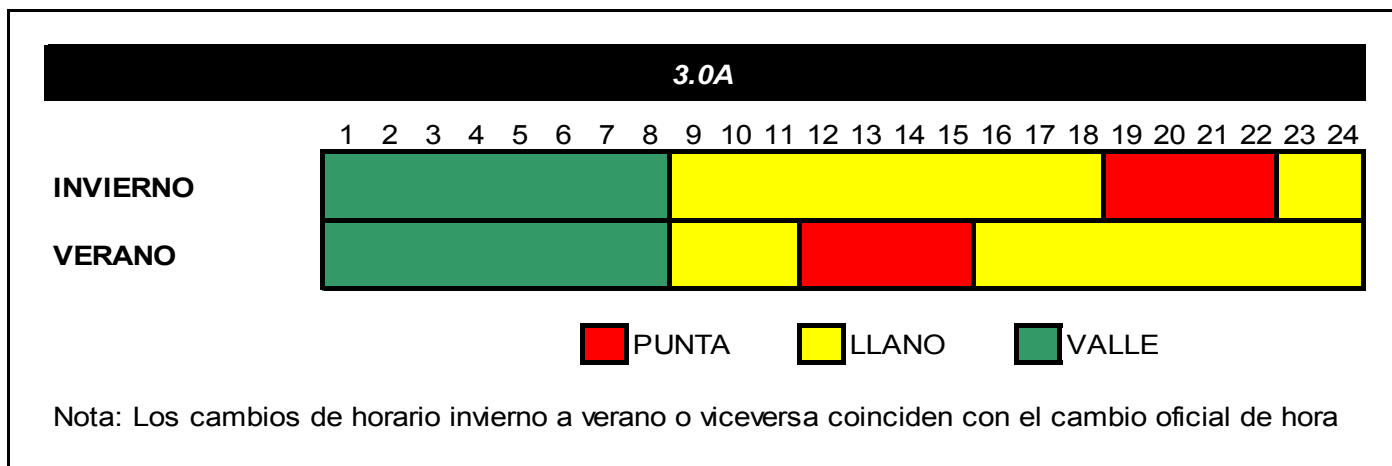 3.0A
1 2 3 4 5 6 7 8 9 10 11 12 13 14 15 16 17 18 19 20 21 22 23 24
INVIERNO
VERANO
PUNTA LLANO VALLE
Nota: Los cambios de horario invierno a verano o viceversa coinciden con el cambio oficial de hora